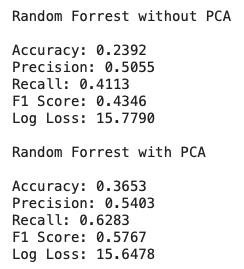 Random Forrest without PCA
Accuracy: 0.2392
Precision: 0.5055
Recall: 0.4113
F1 Score: 0.4346
Log Loss: 15.7790
Random Forrest with PCA
Accuracy: 0.3653
Precision: 0.5403
Recall: 0.6283
F1 Score: 0.5767
Log Loss: 15.6478